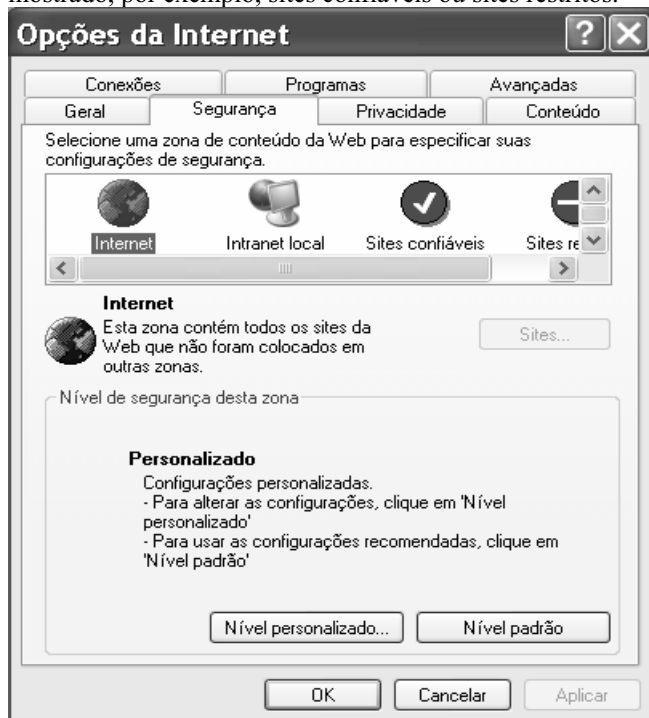 mostrado, por exemplo, sites confiáveis ou sites restritos.
Opções da Internet
Conexões Programas Avançadas
Geral Segurança Privacidade Conteúdo
Selecione uma zona de conteúdo da Web para especificar suas
configurações de segurança.
Internet Intranet local Sites confiáveis Sites re
Internet
Esta zona contém todos os sites da
Web que não foram colocados em
outras zonas.
Sites...
Nível de segurança desta zona
Personalizado
Configurações personalizadas.
- Para alterar as configurações, clique em 'Nível
personalizado'
- Para usar as configurações recomendadas, clique em
'Nível padrão'
Nível personalizado... Nível padrão
OK Cancelar Aplicar